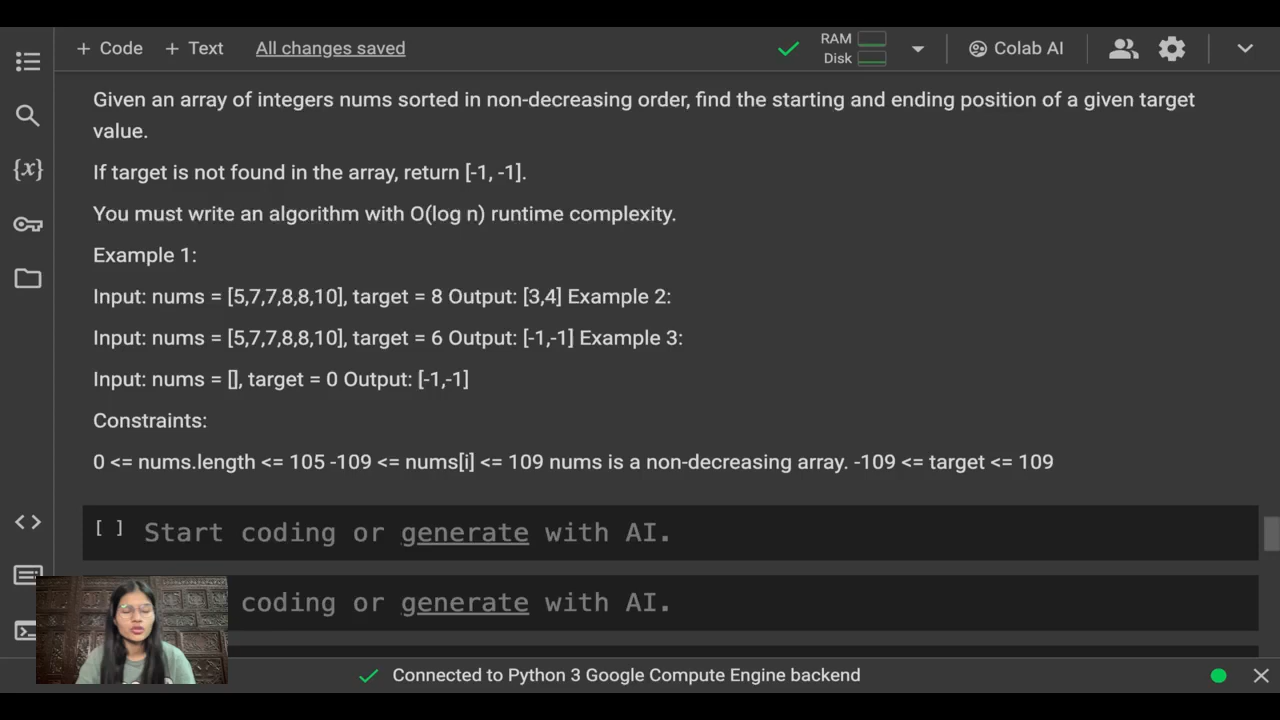 + Code + Text All changes saved RAM Disk Colab AI
Given an array of integers nums sorted in non-decreasing order, find the starting and ending position of a given target
value.
If target is not found in the array, return [-1, -1].
You must write an algorithm with O(log n) runtime complexity.
Example 1:
Input: nums = [5,7,7,8,8,10], target = 8 Output: [3,4] Example 2:
Input: nums = [5,7,7,8,8,10], target = 6 Output: [-1,-1] Example 3:
Input: nums = [], target = 0 Output: [-1,-1]
Constraints:
0 <= nums.length <= 105 -109 <= nums[i] <= 109 nums is a non-decreasing array. -109 <= target <= 109
[ ] Start coding or generate with AI.
coding or generate with AI.
Connected to Python 3 Google Compute Engine backend